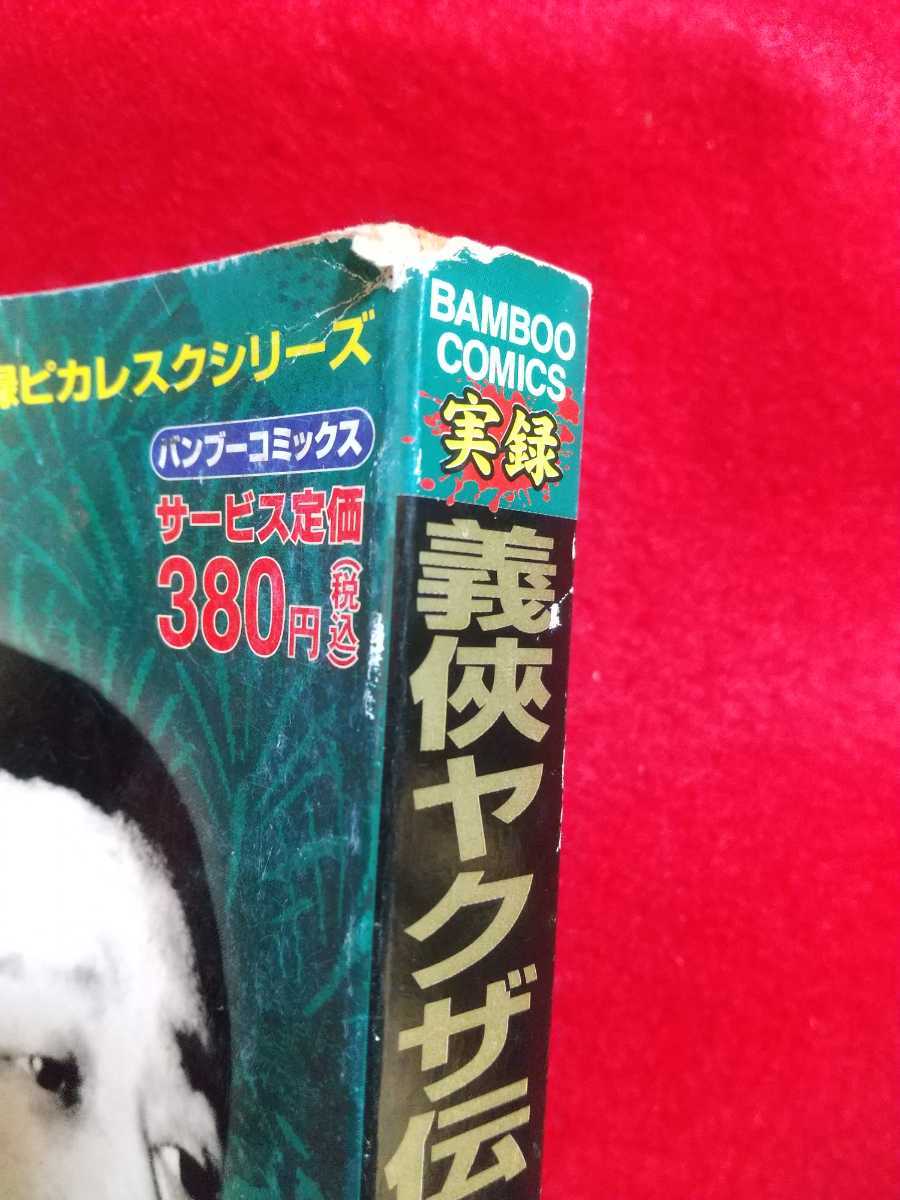 録ピカレスクシリーズ
バンブーコミックス
サービス定価
380円(税込)
BAMBOO
COMICS
実録
義俠ヤクザ伝